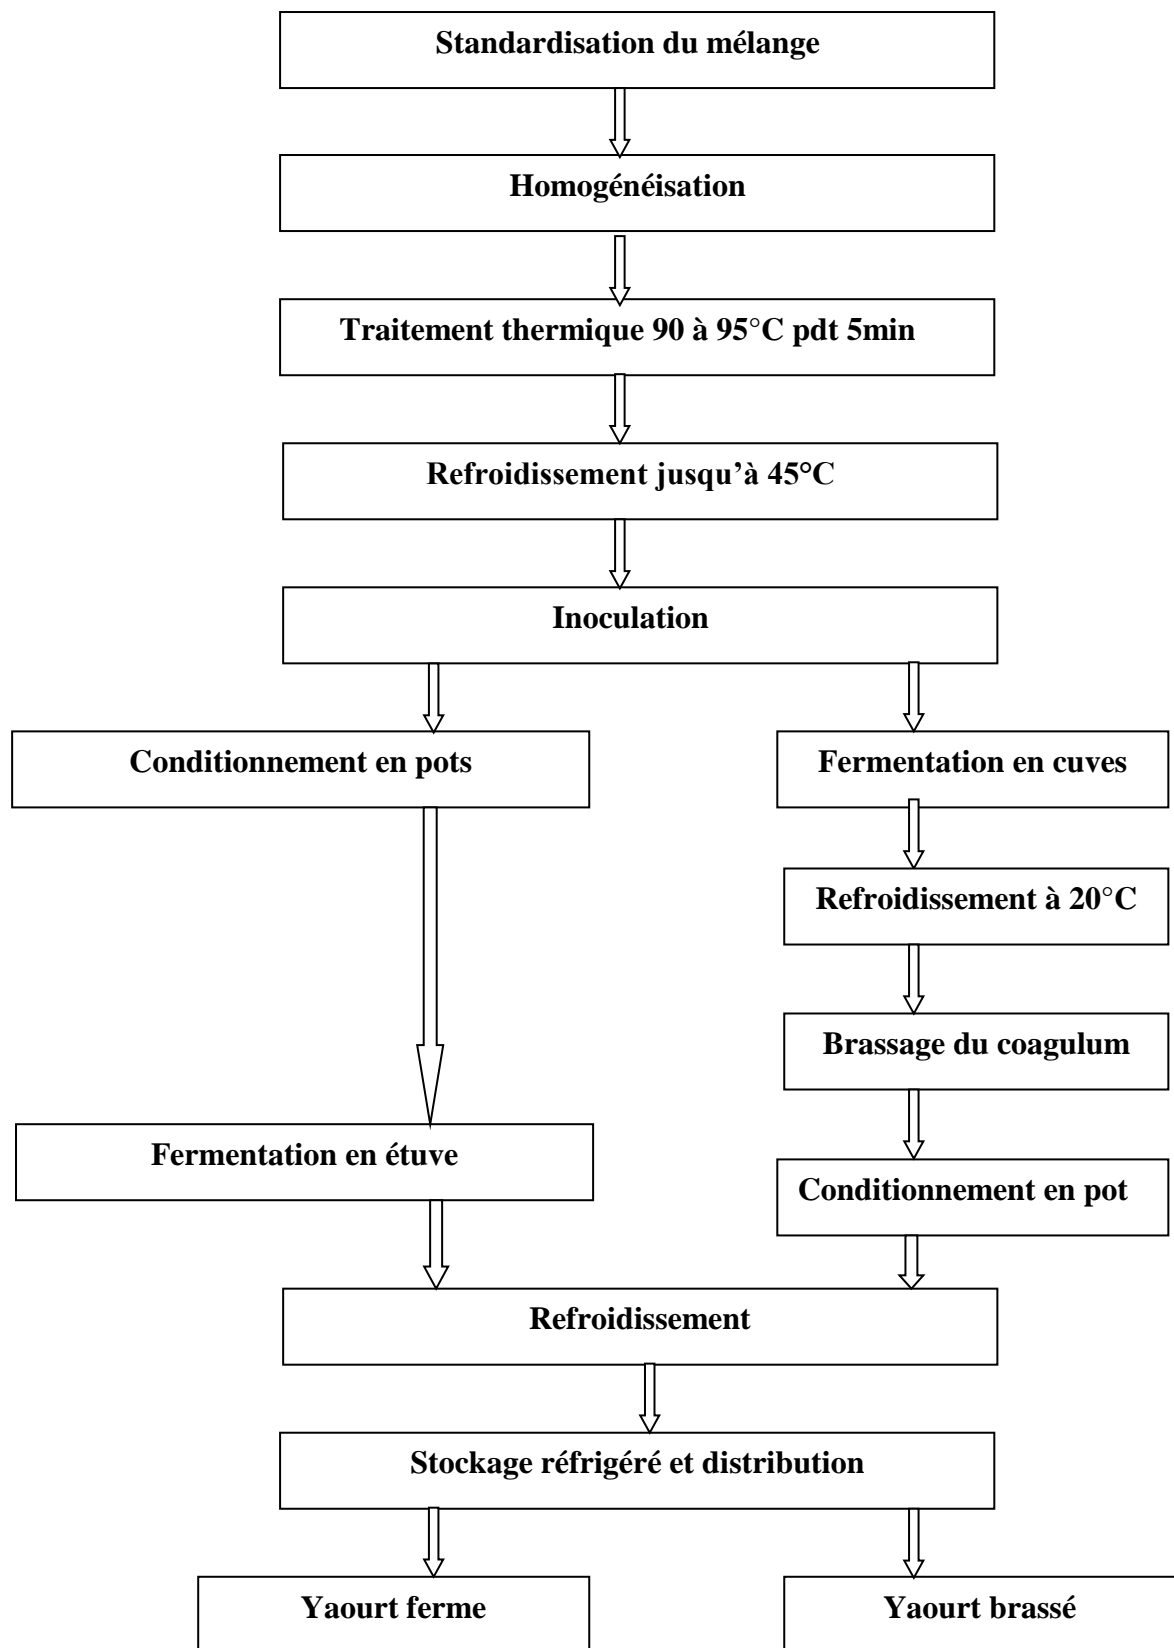 Standardisation du mélange
Homogénéisation
Traitement thermique 90 à 95°C pdt 5min
Refroidissement jusqu’à 45°C
Inoculation
Conditionnement en pots
Fermentation en cuves
Refroidissement à 20°C
Brassage du coagulum
Fermentation en étuve
Conditionnement en pot
Refroidissement
Stockage réfrigéré et distribution
Yaourt ferme
Yaourt brassé